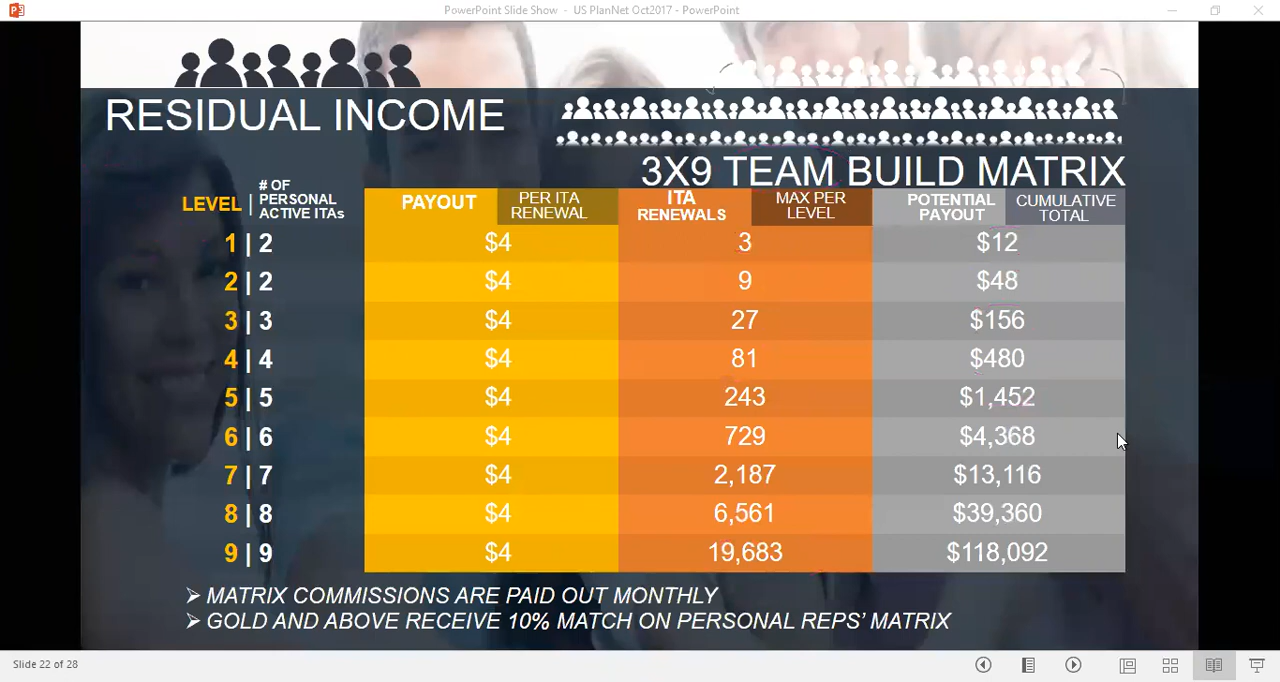 PowerPoint Slide Show - US PlanNet Oct2017 - PowerPoint
RESIDUAL INCOME
3X9 TEAM BUILD MATRIX
LEVEL | # OF PERSONAL ACTIVE ITAs
PAYOUT PER ITA RENEWAL
ITA RENEWALS MAX PER LEVEL
POTENTIAL PAYOUT CUMULATIVE TOTAL
1 | 2 $4 3 $12
2 | 2 $4 9 $48
3 | 3 $4 27 $156
4 | 4 $4 81 $480
5 | 5 $4 243 $1,452
6 | 6 $4 729 $4,368
7 | 7 $4 2,187 $13,116
8 | 8 $4 6,561 $39,360
9 | 9 $4 19,683 $118,092
➢ MATRIX COMMISSIONS ARE PAID OUT MONTHLY
➢ GOLD AND ABOVE RECEIVE 10% MATCH ON PERSONAL REPS' MATRIX
Slide 22 of 28